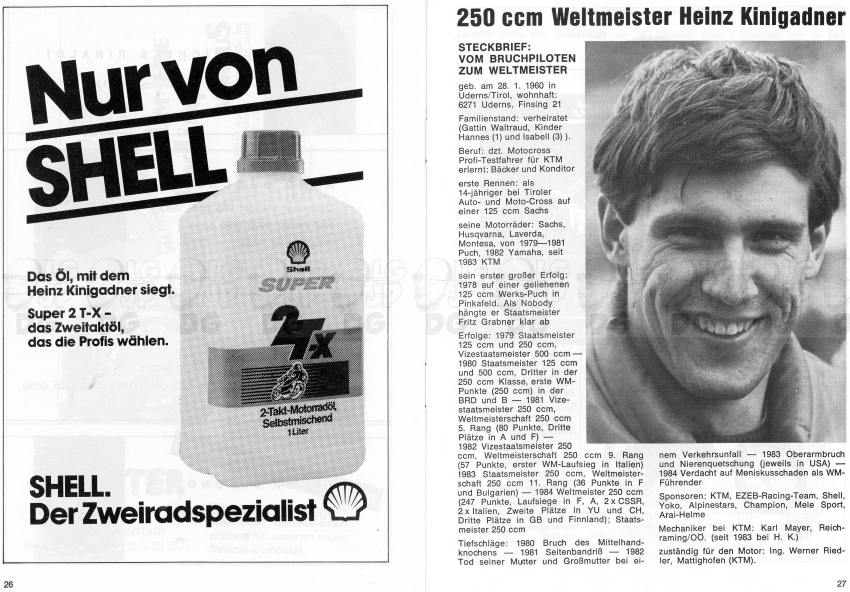 Nur von
SHELL
Das Öl, mit dem
Heinz Kinigadner siegt.
Super 2 T-X –
das Zweitaktöl,
das die Profis wählen.
Shell
SUPER
2Tx
2-Takt-Motorradöl,
Selbstmischend
1 Liter
SHELL.
Der Zweiradspezialist
26
250 ccm Weltmeister Heinz Kinigadner
STECKBRIEF:
VOM BRUCHPILOTEN
ZUM WELTMEISTER
geb. am 28. 1. 1960 in
Uderns/Tirol, wohnhaft:
6271 Uderns, Finsing 21
Familienstand: verheiratet
(Gattin Waltraud, Kinder
Hannes (1) und Isabell (3) ).
Beruf: dzt. Motocross
Profi-Testfahrer für KTM
erlernt: Bäcker und Konditor
erste Rennen: als
14-jähriger bei Tiroler
Auto- und Moto-Cross auf
einer 125 ccm Sachs
seine Motorräder: Sachs,
Husqvarna, Laverda,
Montesa, von 1979—1981
Puch, 1982 Yamaha, seit
1983 KTM
sein erster großer Erfolg:
1978 auf einer geliehenen
125 ccm Werks-Puch in
Pinkafeld. Als Nobody
hängte er Staatsmeister
Fritz Grabner klar ab
Erfolge: 1979 Staatsmeister
125 ccm und 250 ccm,
Vizestaatsmeister 500 ccm —
1980 Staatsmeister 125 ccm
und 500 ccm, Dritter in der
250 ccm Klasse, erste WM-
Punkte (250 ccm) in der
BRD und B — 1981 Vize-
staatsmeister 250 ccm,
Weltmeisterschaft 250 ccm
5. Rang (80 Punkte, Dritte
Plätze in A und F) —
1982 Vizestaatsmeister 250
ccm, Weltmeisterschaft 250 ccm 9. Rang
(57 Punkte, erster WM-Laufsieg in Italien)
1983 Staatsmeister 250 ccm, Weltmeister-
schaft 250 ccm 11. Rang (36 Punkte in F
und Bulgarien) — 1984 Weltmeister 250 ccm
(247 Punkte, Laufsiege in F, A, 2 x CSSR,
2 x Italien, Zweite Plätze in YU und CH,
Dritte Plätze in GB und Finnland); Staats-
meister 250 ccm
Tiefschläge: 1980 Bruch des Mittelhand-
knochens — 1981 Seitenbandriß — 1982
Tod seiner Mutter und Großmutter bei ei-
nem Verkehrsunfall — 1983 Oberarmbruch
und Nierenquetschung (jeweils in USA) —
1984 Verdacht auf Meniskusschaden als WM-
Führender
Sponsoren: KTM, EZEB-Racing-Team, Shell,
Yoko, Alpinestars, Champion, Mele Sport,
Arai-Helme
Mechaniker bei KTM: Karl Mayer, Reich-
raming/OÖ. (seit 1983 bei H. K.)
zuständig für den Motor: Ing. Werner Ried-
ler, Mattighofen (KTM).
27